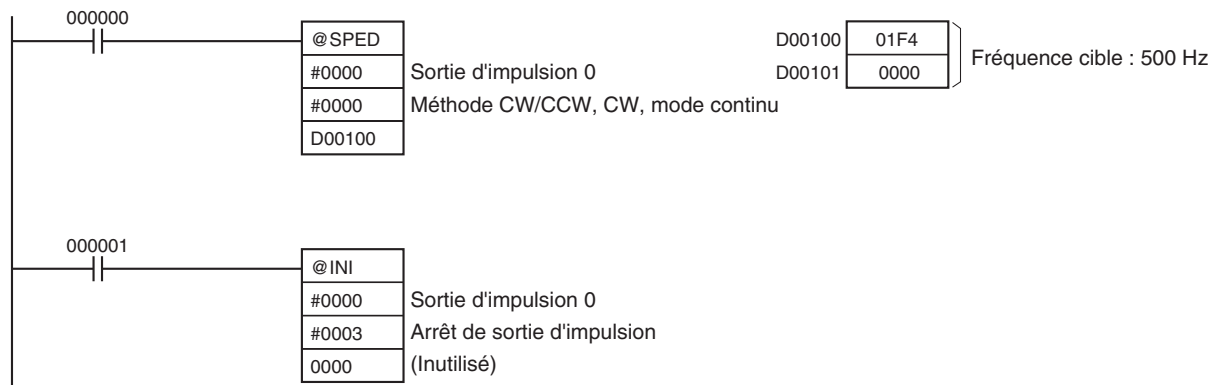 000000
@SPED
#0000 Sortie d'impulsion 0
#0000 Méthode CW/CCW, CW, mode continu
D00100
D00100 01F4
D00101 0000
Fréquence cible : 500 Hz
000001
@INI
#0000 Sortie d'impulsion 0
#0003 Arrêt de sortie d'impulsion
0000 (Inutilisé)